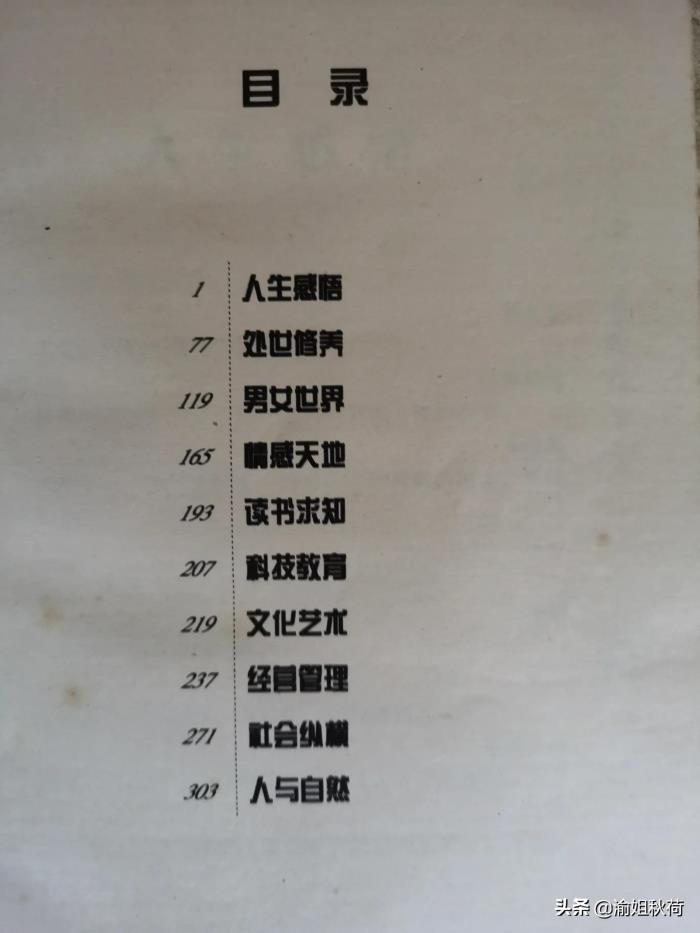 目 录
1 人生感悟
77 处世修养
119 男女世界
165 情感天地
193 读书求知
207 科技教育
219 文化艺术
237 经营管理
271 社会纵横
303 人与自然
头条 @渝姐秋荷